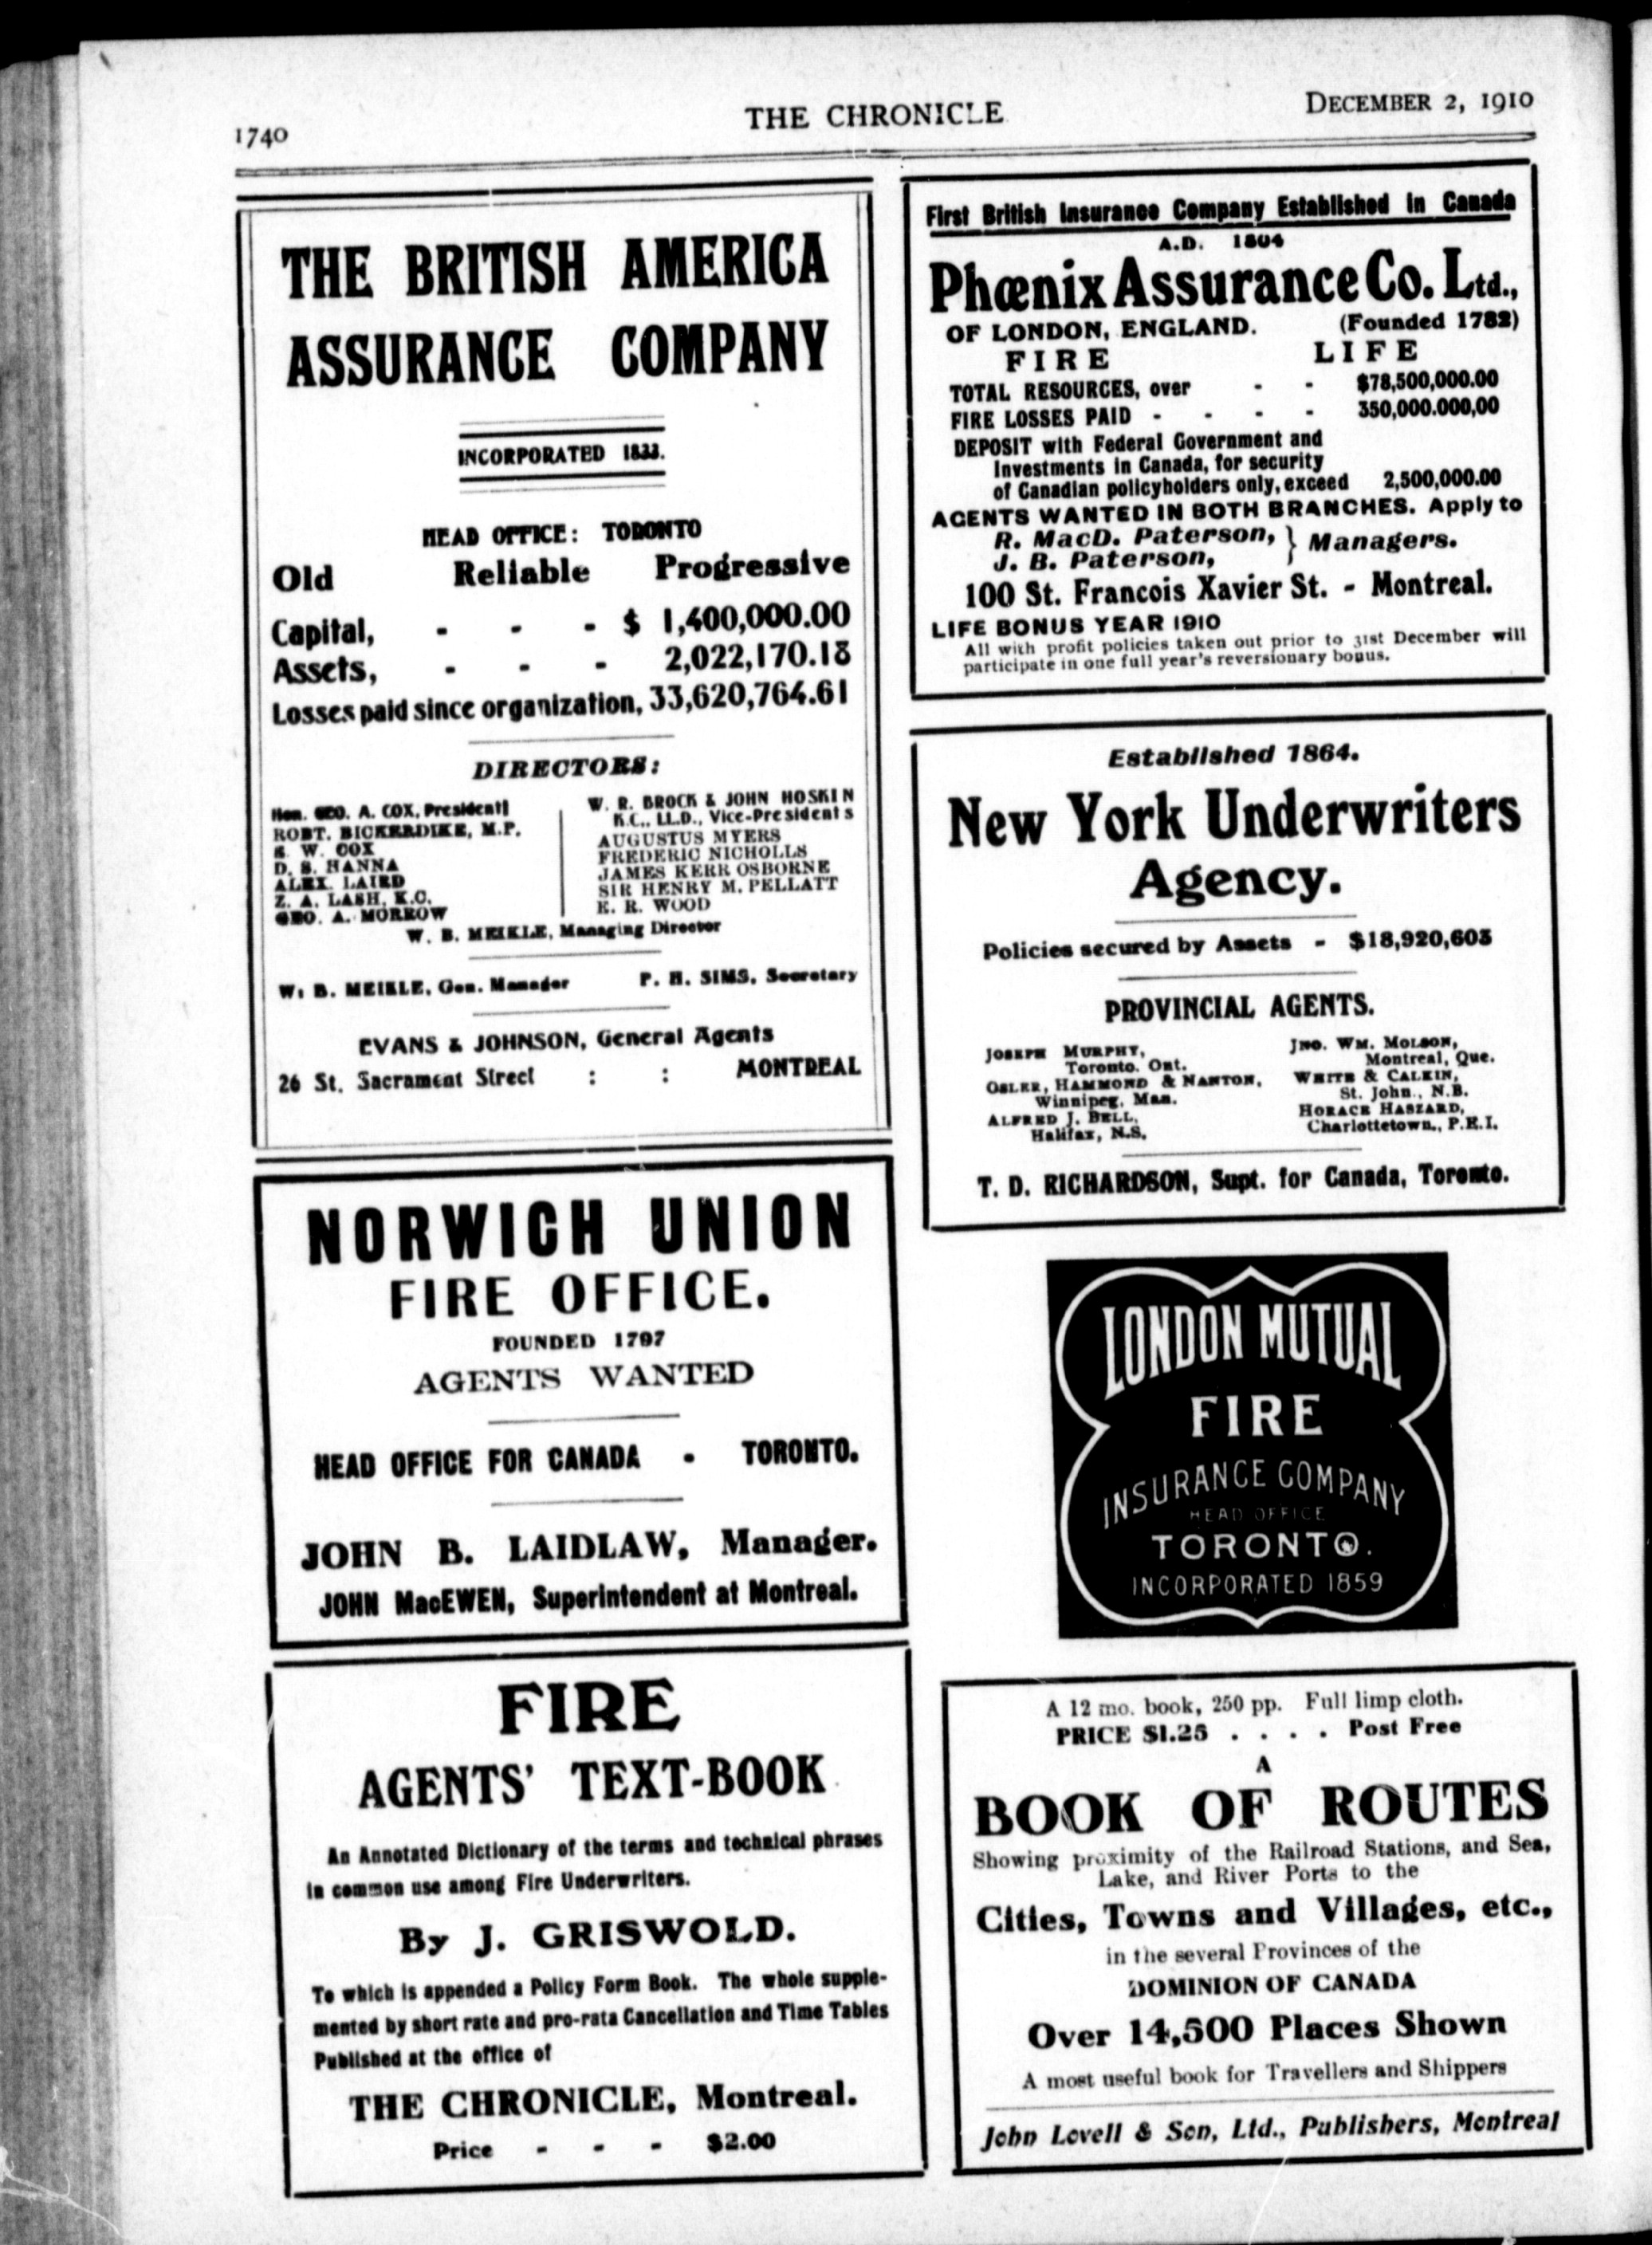 1740
THE CHRONICLE
DECEMBER 2, 1910
THE BRITISH AMERICA
ASSURANCE COMPANY
INCORPORATED 1833.
HEAD OFFICE: TORONTO
Old Reliable Progressive
Capital, - - - $ 1,400,000.00
Assets, - - - 2,022,170.18
Losses paid since organization, 33,620,764.61
DIRECTORS:
Hon. GEO. A. COX, President
ROBT. BICKERDIKE, M.P.
E. W. COX
D. B. HANNA
ALEX. LAIRD
Z. A. LASH, K.C.
GEO. A. MORROW
W. R. BROCK & JOHN HOSKIN
K.C., LL.D., Vice-Presidents
AUGUSTUS MYERS
FREDERIC NICHOLLS
JAMES KERR OSBORNE
SIR HENRY M. PELLATT
E. R. WOOD
W. B. MEIKLE, Managing Director
W. B. MEIKLE, Gen. Manager P. H. SIMS, Secretary
EVANS & JOHNSON, General Agents
26 St. Sacrament Street : : MONTREAL
NORWICH UNION
FIRE OFFICE.
FOUNDED 1797
AGENTS WANTED
HEAD OFFICE FOR CANADA - TORONTO.
JOHN B. LAIDLAW, Manager.
JOHN MacEWEN, Superintendent at Montreal.
FIRE
AGENTS' TEXT-BOOK
An Annotated Dictionary of the terms and technical phrases
in common use among Fire Underwriters.
By J. GRISWOLD.
To which is appended a Policy Form Book. The whole supple-
mented by short rate and pro-rata Cancellation and Time Tables
Published at the office of
THE CHRONICLE, Montreal.
Price - - - $2.00
First British Insurance Company Established in Canada
A.D. 1804
Phœnix Assurance Co. Ltd.,
OF LONDON, ENGLAND. (Founded 1782)
FIRE LIFE
TOTAL RESOURCES, over - - $78,500,000.00
FIRE LOSSES PAID - - - - 350,000.000,00
DEPOSIT with Federal Government and
Investments in Canada, for security
of Canadian policyholders only, exceed 2,500,000.00
AGENTS WANTED IN BOTH BRANCHES. Apply to
R. MacD. Paterson, } Managers.
J. B. Paterson,
100 St. Francois Xavier St. - Montreal.
LIFE BONUS YEAR 1910
All with profit policies taken out prior to 31st December will
participate in one full year's reversionary bonus.
Established 1864.
New York Underwriters
Agency.
Policies secured by Assets - $18,920,603
PROVINCIAL AGENTS.
JOSEPH MURPHY,
Toronto. Ont.
OSLER, HAMMOND & NANTON,
Winnipeg, Man.
ALFRED J. BELL,
Halifax, N.S.
JNO. WM. MOLSON,
Montreal, Que.
WHITE & CALKIN,
St. John., N.B.
HORACE HASZARD,
Charlottetown., P.E.I.
T. D. RICHARDSON, Supt. for Canada, Toronto.
LONDON MUTUAL
FIRE
INSURANCE COMPANY
HEAD OFFICE
TORONTO.
INCORPORATED 1859
A 12 mo. book, 250 pp. Full limp cloth.
PRICE $1.25 . . . . Post Free
A
BOOK OF ROUTES
Showing proximity of the Railroad Stations, and Sea,
Lake, and River Ports to the
Cities, Towns and Villages, etc.,
in the several Provinces of the
DOMINION OF CANADA
Over 14,500 Places Shown
A most useful book for Travellers and Shippers
John Lovell & Son, Ltd., Publishers, Montreal